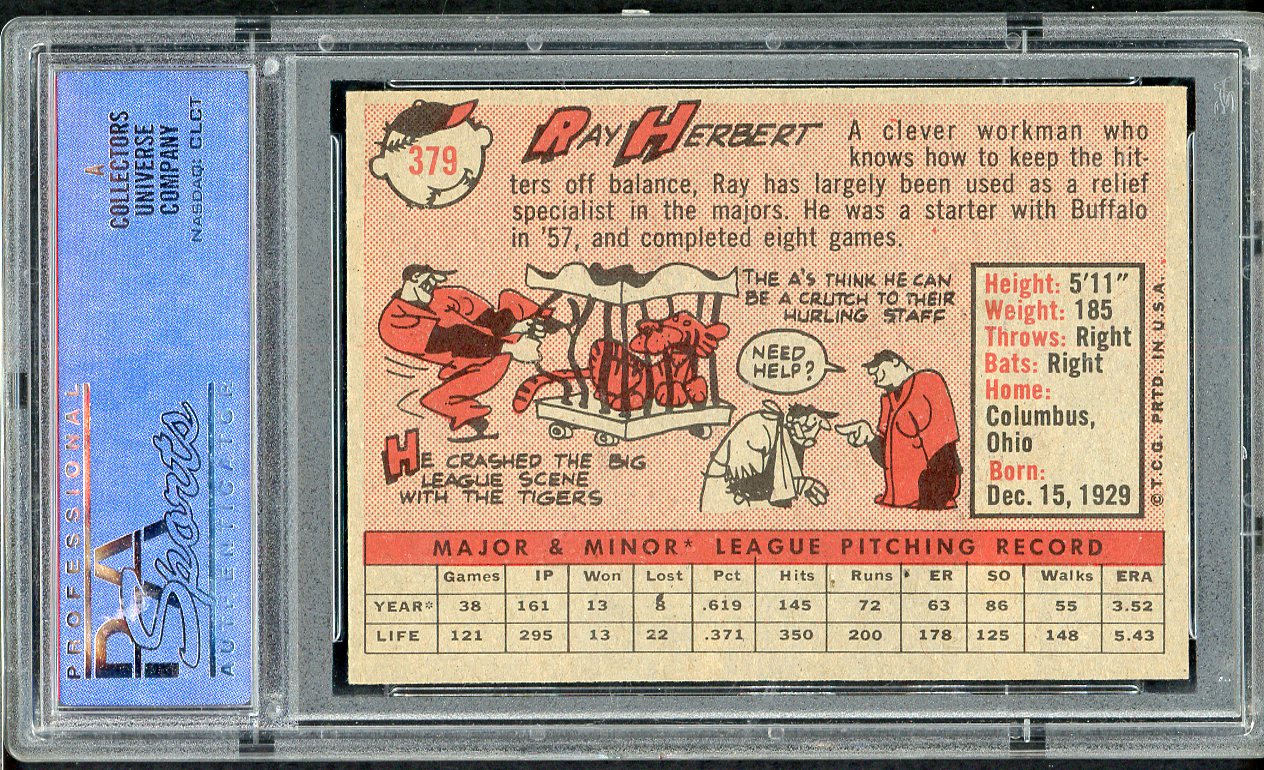 A
COLLECTORS
UNIVERSE
COMPANY
NASDAQ: CLCT
PROFESSIONAL
PSA
Sports
AUTHENTICATOR
379
RAY HERBERT
A clever workman who
knows how to keep the hit-
ters off balance, Ray has largely been used as a relief
specialist in the majors. He was a starter with Buffalo
in '57, and completed eight games.
HE CRASHED THE BIG
LEAGUE SCENE
WITH THE TIGERS
THE A'S THINK HE CAN
BE A CRUTCH TO THEIR
HURLING STAFF
NEED
HELP?
Height: 5'11"
Weight: 185
Throws: Right
Bats: Right
Home:
Columbus,
Ohio
Born:
Dec. 15, 1929
©T.C.G. PRTD. IN U.S.A.
MAJOR & MINOR* LEAGUE PITCHING RECORD
Games IP Won Lost Pct Hits Runs ER SO Walks ERA
YEAR* 38 161 13 8 .619 145 72 63 86 55 3.52
LIFE 121 295 13 22 .371 350 200 178 125 148 5.43